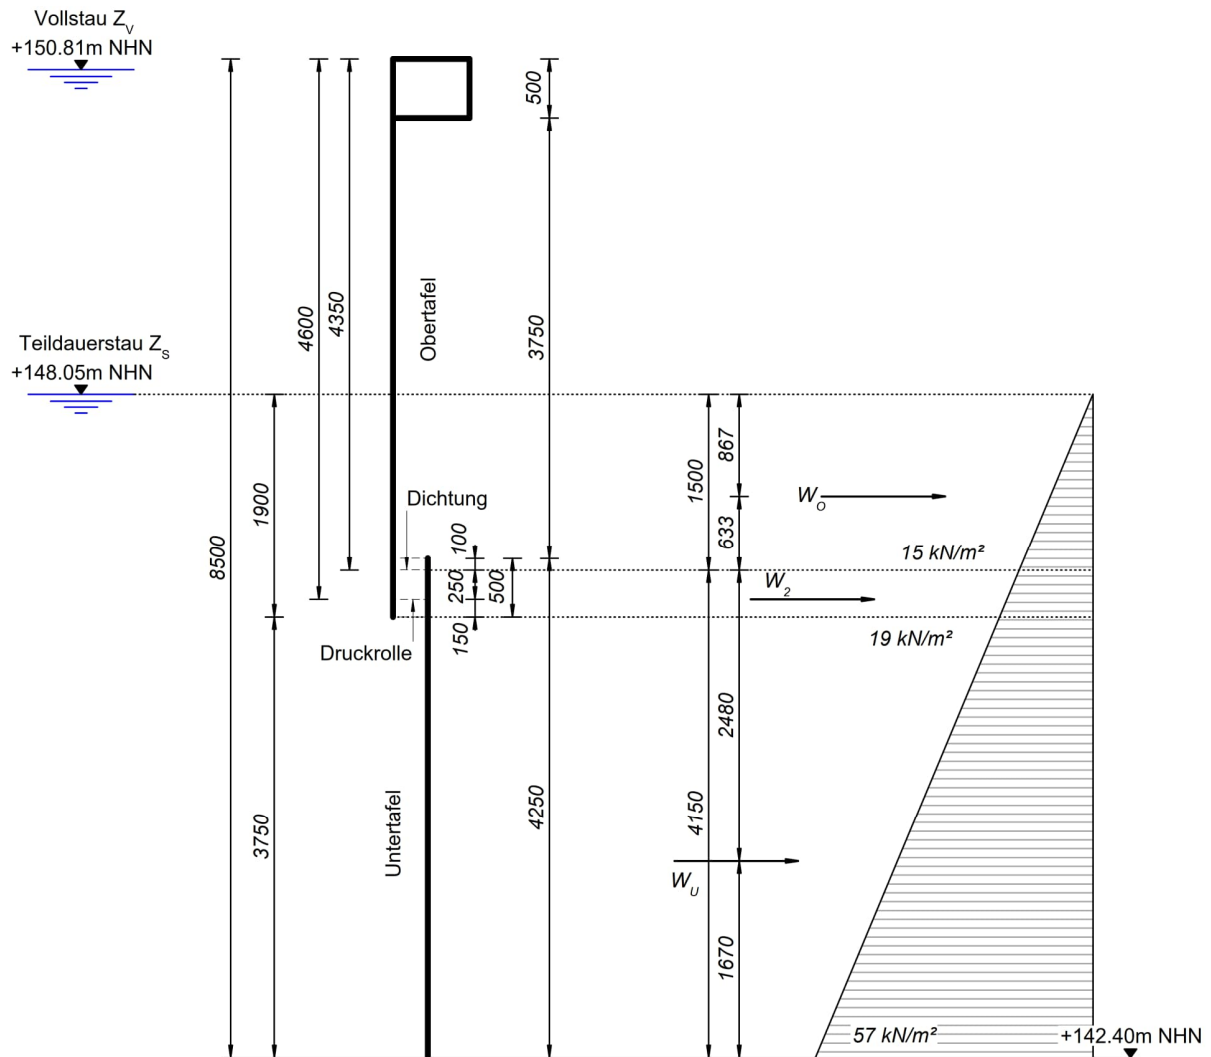 Vollstau Z_V
+150.81m NHN
500
4600
4350
Obertafel
3750
Teildauerstau Z_S
+148.05m NHN
867
1500
W_O
1900
Dichtung
633
8500
100
15 kN/m²
250
500
W_2
19 kN/m²
150
Druckrolle
2480
Untertafel
3750
4250
4150
W_U
1670
57 kN/m²
+142.40m NHN